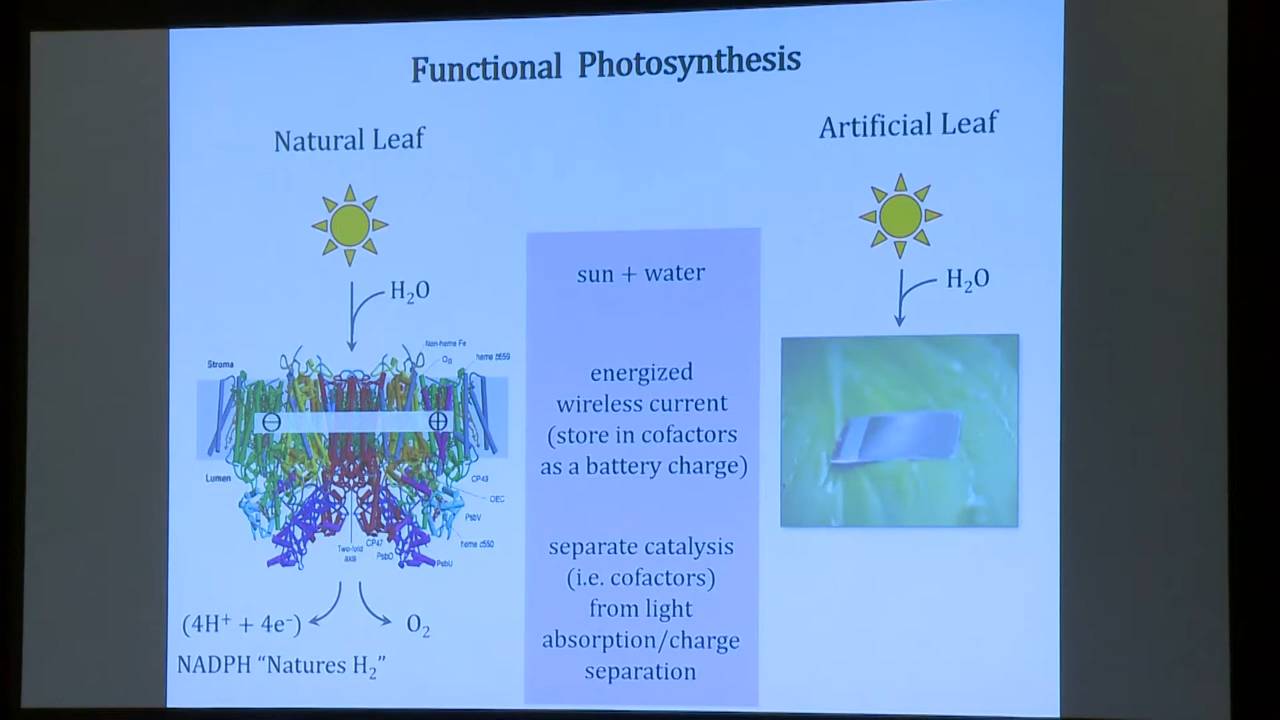 Functional Photosynthesis
Natural Leaf
H₂O
Stroma
Non-heme Fe
heme b559
⊖
⊕
Lumen
CP43
OEC
PsbV
heme c550
Two-fold
axis
CP47
PsbO
PsbU
(4H⁺ + 4e⁻)
O₂
NADPH “Natures H₂”
sun + water
energized
wireless current
(store in cofactors
as a battery charge)
separate catalysis
(i.e. cofactors)
from light
absorption/charge
separation
Artificial Leaf
H₂O